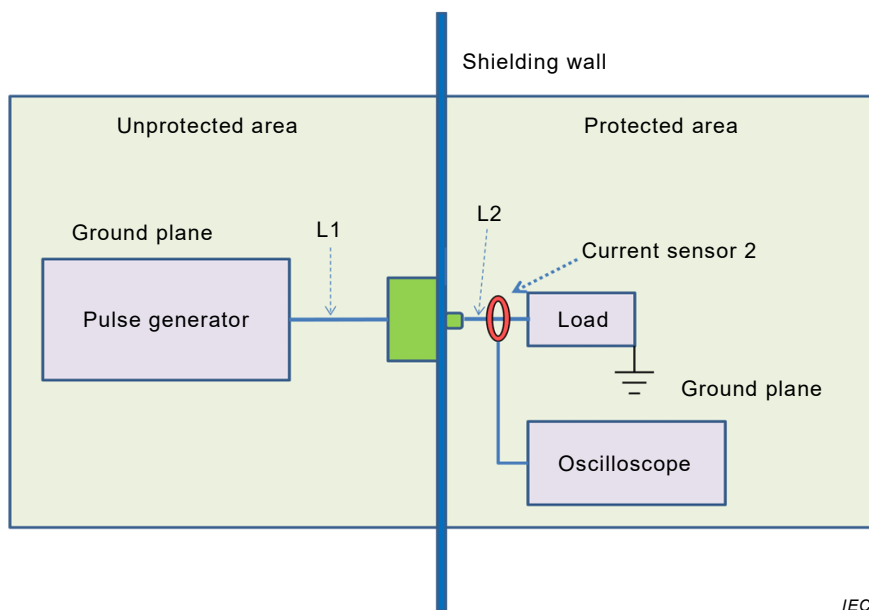 Shielding wall
Unprotected area
Protected area
Ground plane
L1
L2
Current sensor 2
Pulse generator
Load
Ground plane
Oscilloscope
IEC